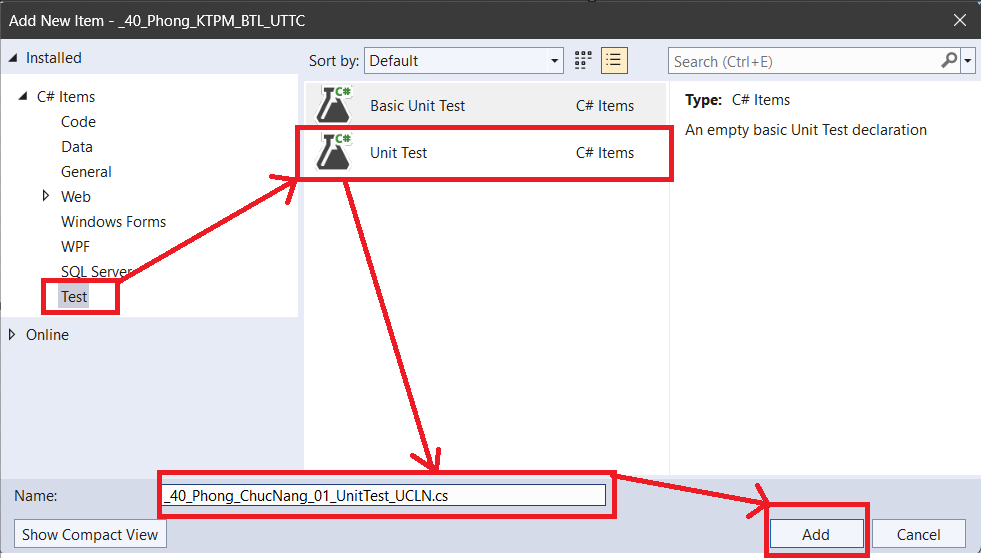 Add New Item - _40_Phong_KTPM_BTL_UTTC
Installed
C# Items
Code
Data
General
Web
Windows Forms
WPF
SQL Server
Test
Online
Sort by: Default
Search (Ctrl+E)
C# Basic Unit Test C# Items
C# Unit Test C# Items
Type: C# Items
An empty basic Unit Test declaration
Name: _40_Phong_ChucNang_01_UnitTest_UCLN.cs
Show Compact View
Add
Cancel